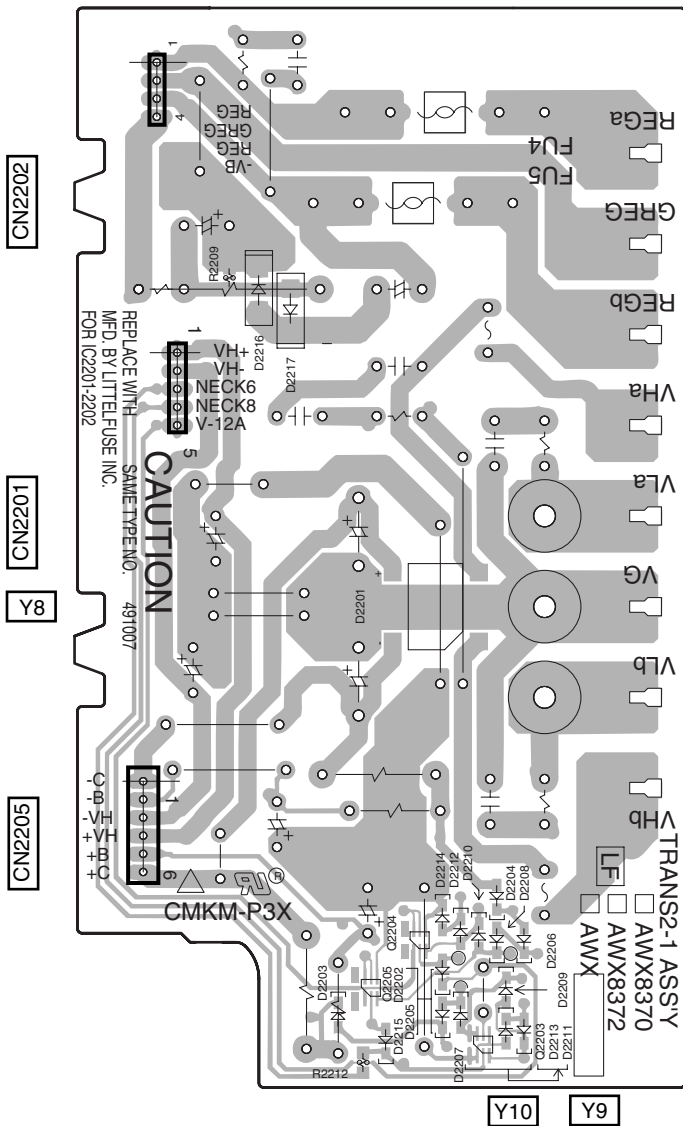 1
4
REG
GREG
REG
-VB
REGa
FU4
FU5
GREG
REGb
VHa
VLa
VG
VLb
VHb
CN2202
R2209
D2216
D2217
REPLACE WITH SAME TYPE NO. 491007
MFD. BY LITTELFUSE INC.
FOR IC2201-2202
CAUTION
1
VH+
VH-
NECK6
NECK8
V-12A
5
CN2201
Y8
D2201
CN2205
-C
-B
-VH
+VH
+B
+C
1
6
CMKM-P3X
D2214
D2212
D2210
D2204
D2208
D2206
Q2204
D2203
Q2205
D2202
D2205
D2215
R2212
D2207
D2209
Q2203
D2213
D2211
LF
TRANS2-1 ASS'Y
AWX8370
AWX8372
AWX
Y10
Y9